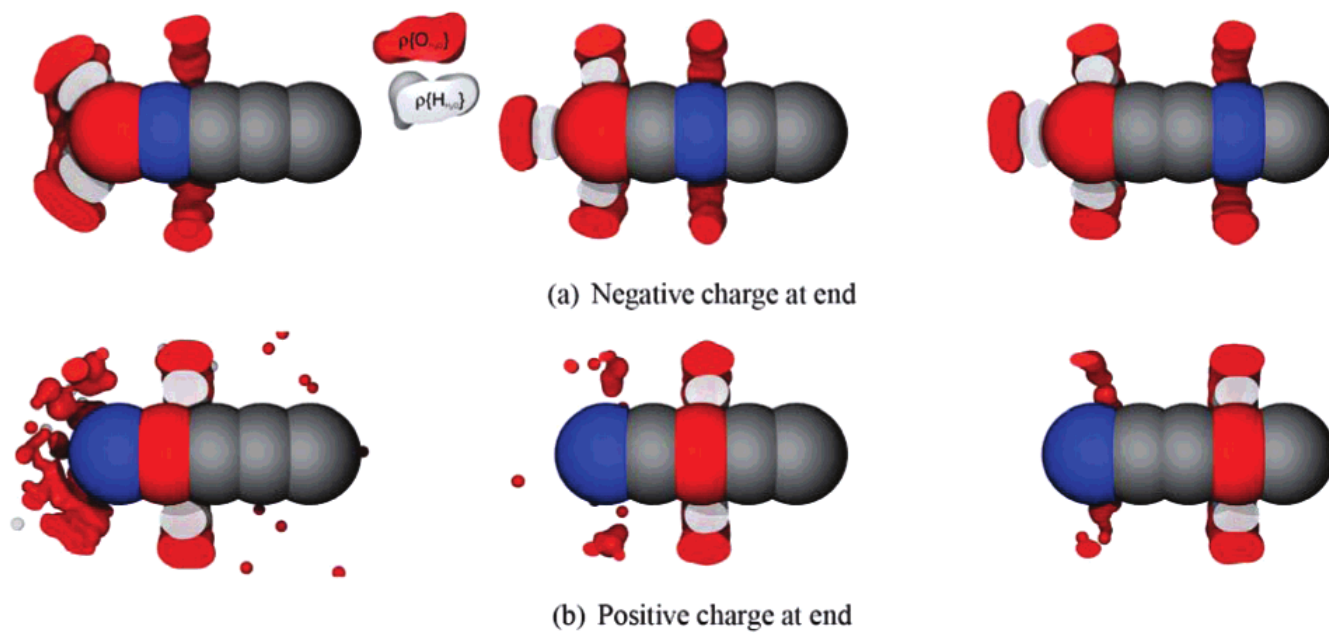 ρ{O_H₂O}
ρ{H_H₂O}
(a) Negative charge at end
(b) Positive charge at end